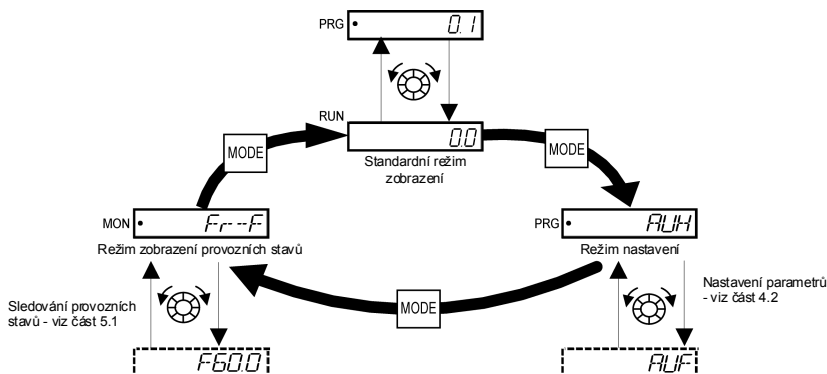 PRG 0.1
RUN 0.0
MODE
MODE
Standardní režim
zobrazení
MON Fr--F
PRG AUH
Režim zobrazení provozních stavů
Režim nastavení
Sledování provozních
stavů - viz část 5.1
MODE
Nastavení parametrů
- viz část 4.2
F60.0
AUF